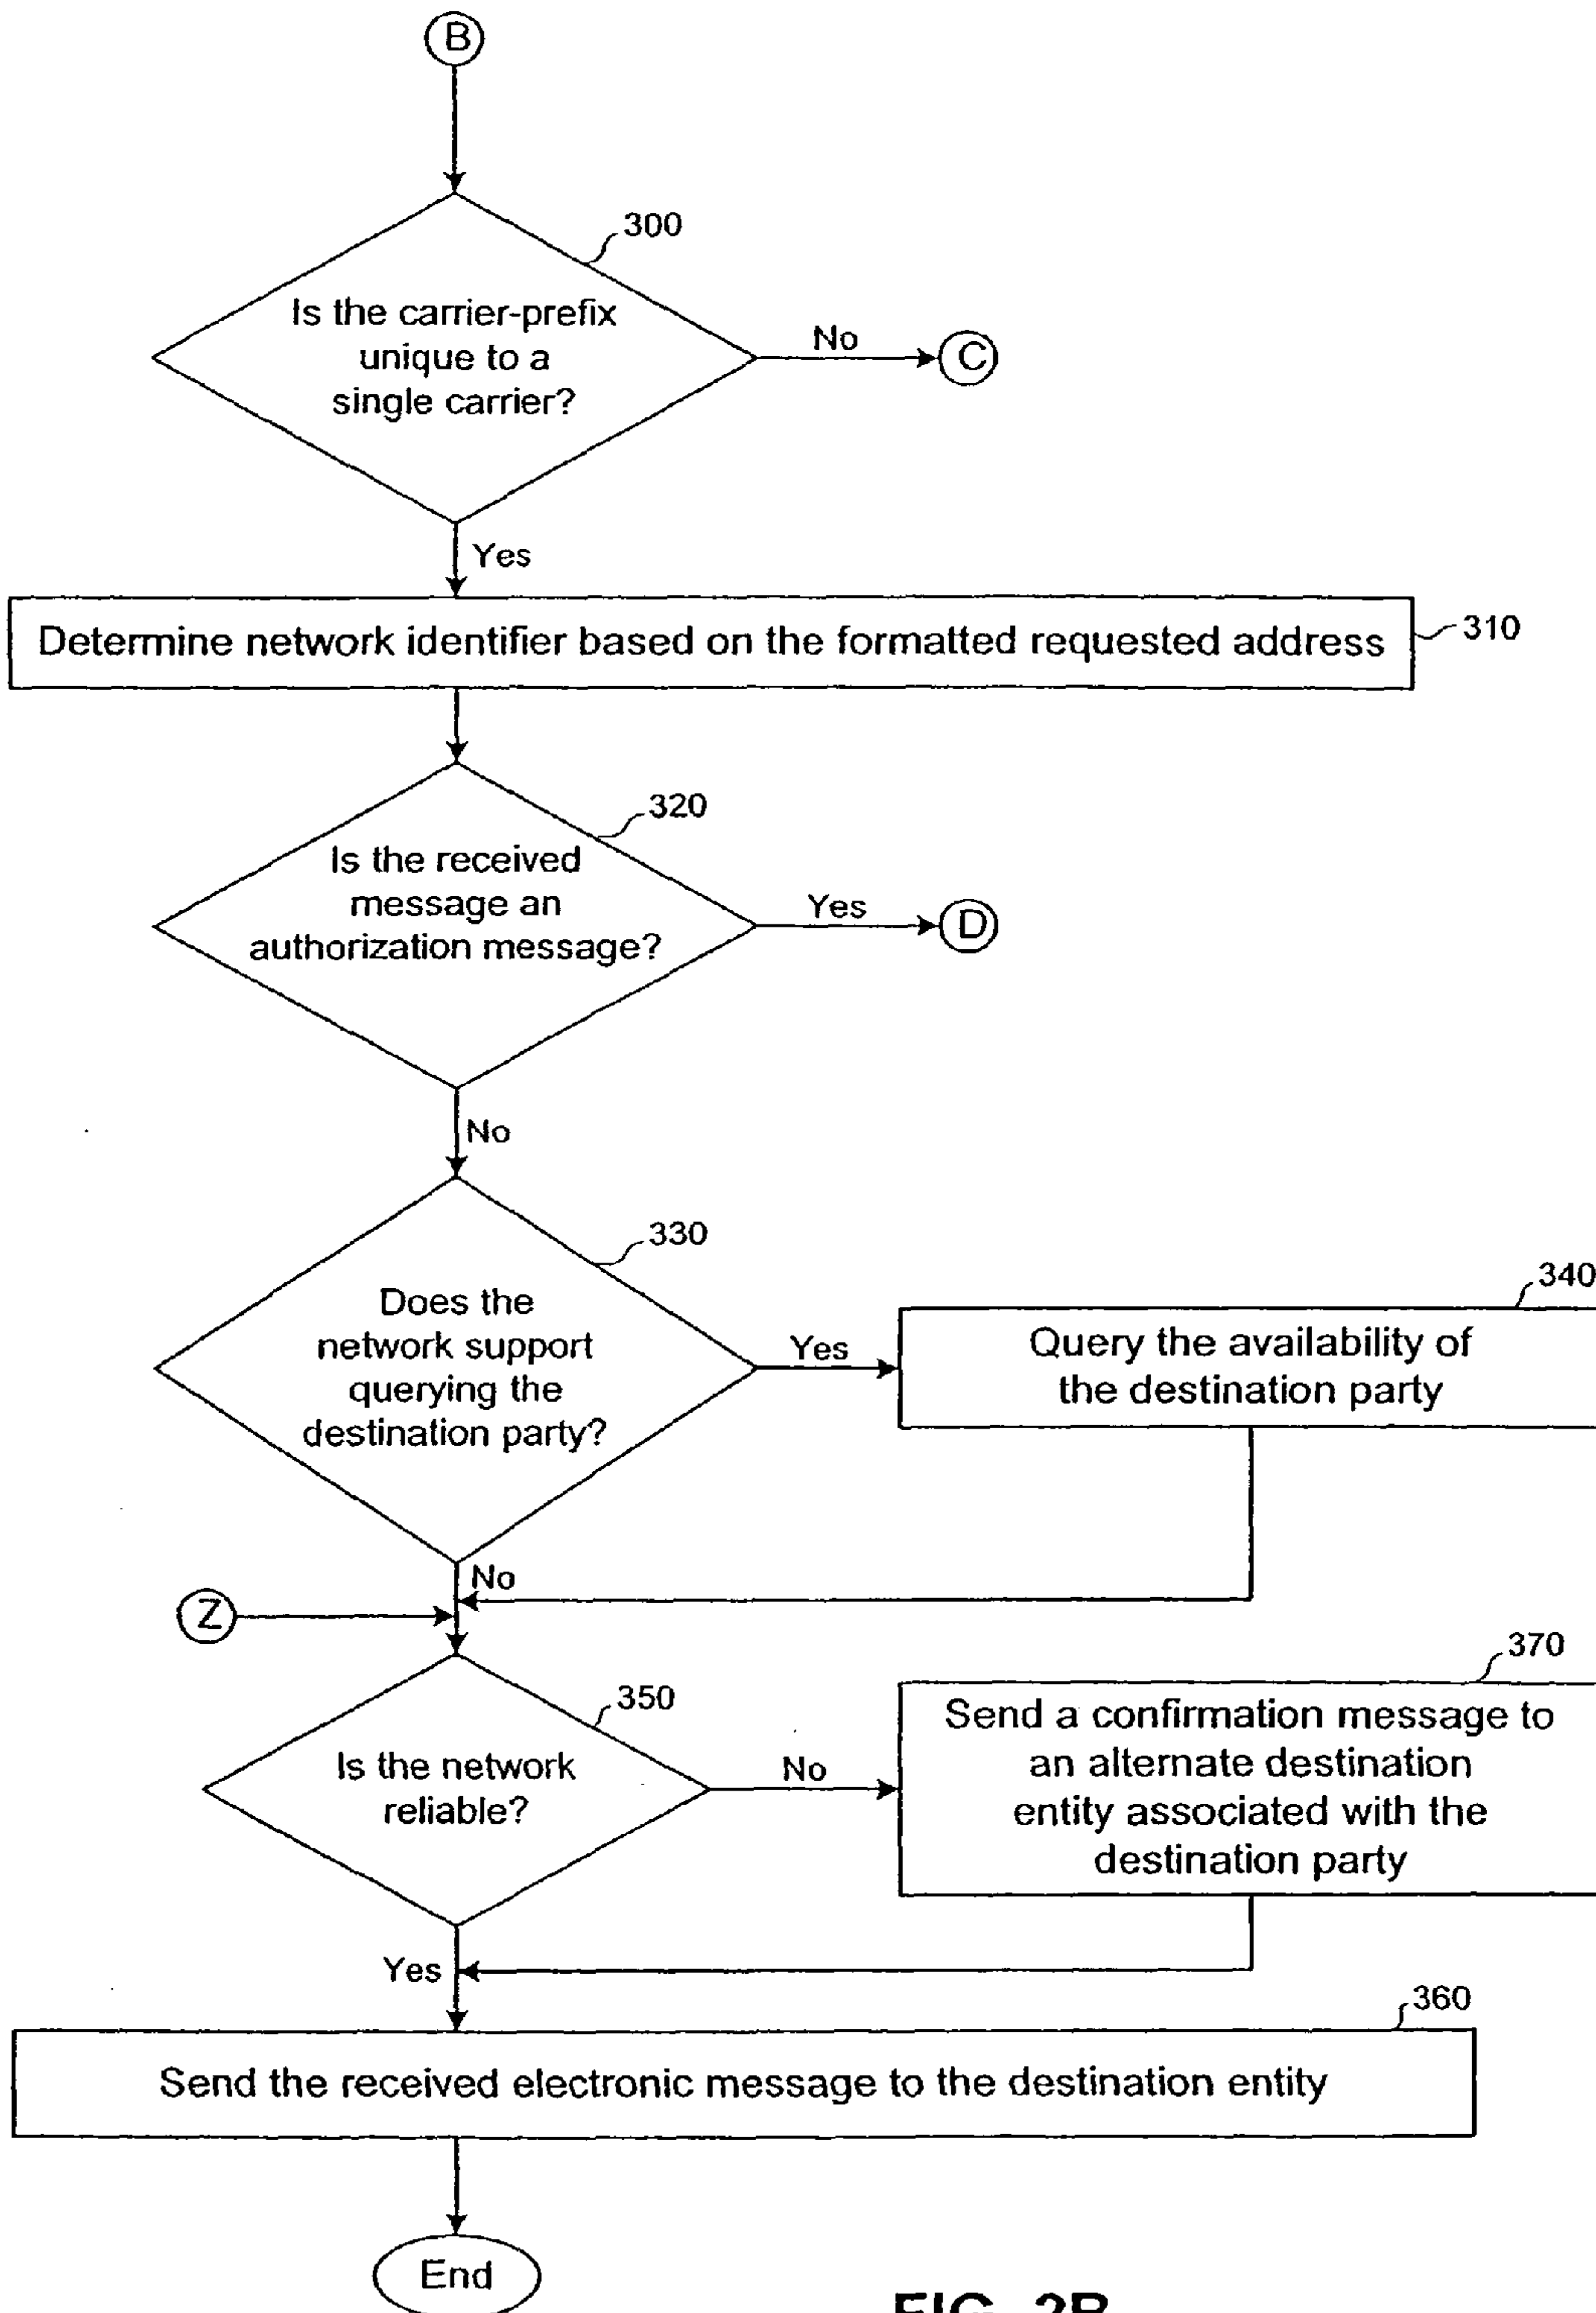 B
300
Is the carrier-prefix
unique to a
single carrier?
No
C
Yes
Determine network identifier based on the formatted requested address
310
320
Is the received
message an
authorization message?
Yes
D
No
330
Does the
network support
querying the
destination party?
Yes
340
Query the availability of
the destination party
No
Z
350
Is the network
reliable?
No
370
Send a confirmation message to
an alternate destination
entity associated with the
destination party
Yes
360
Send the received electronic message to the destination entity
End
FIG. 2B